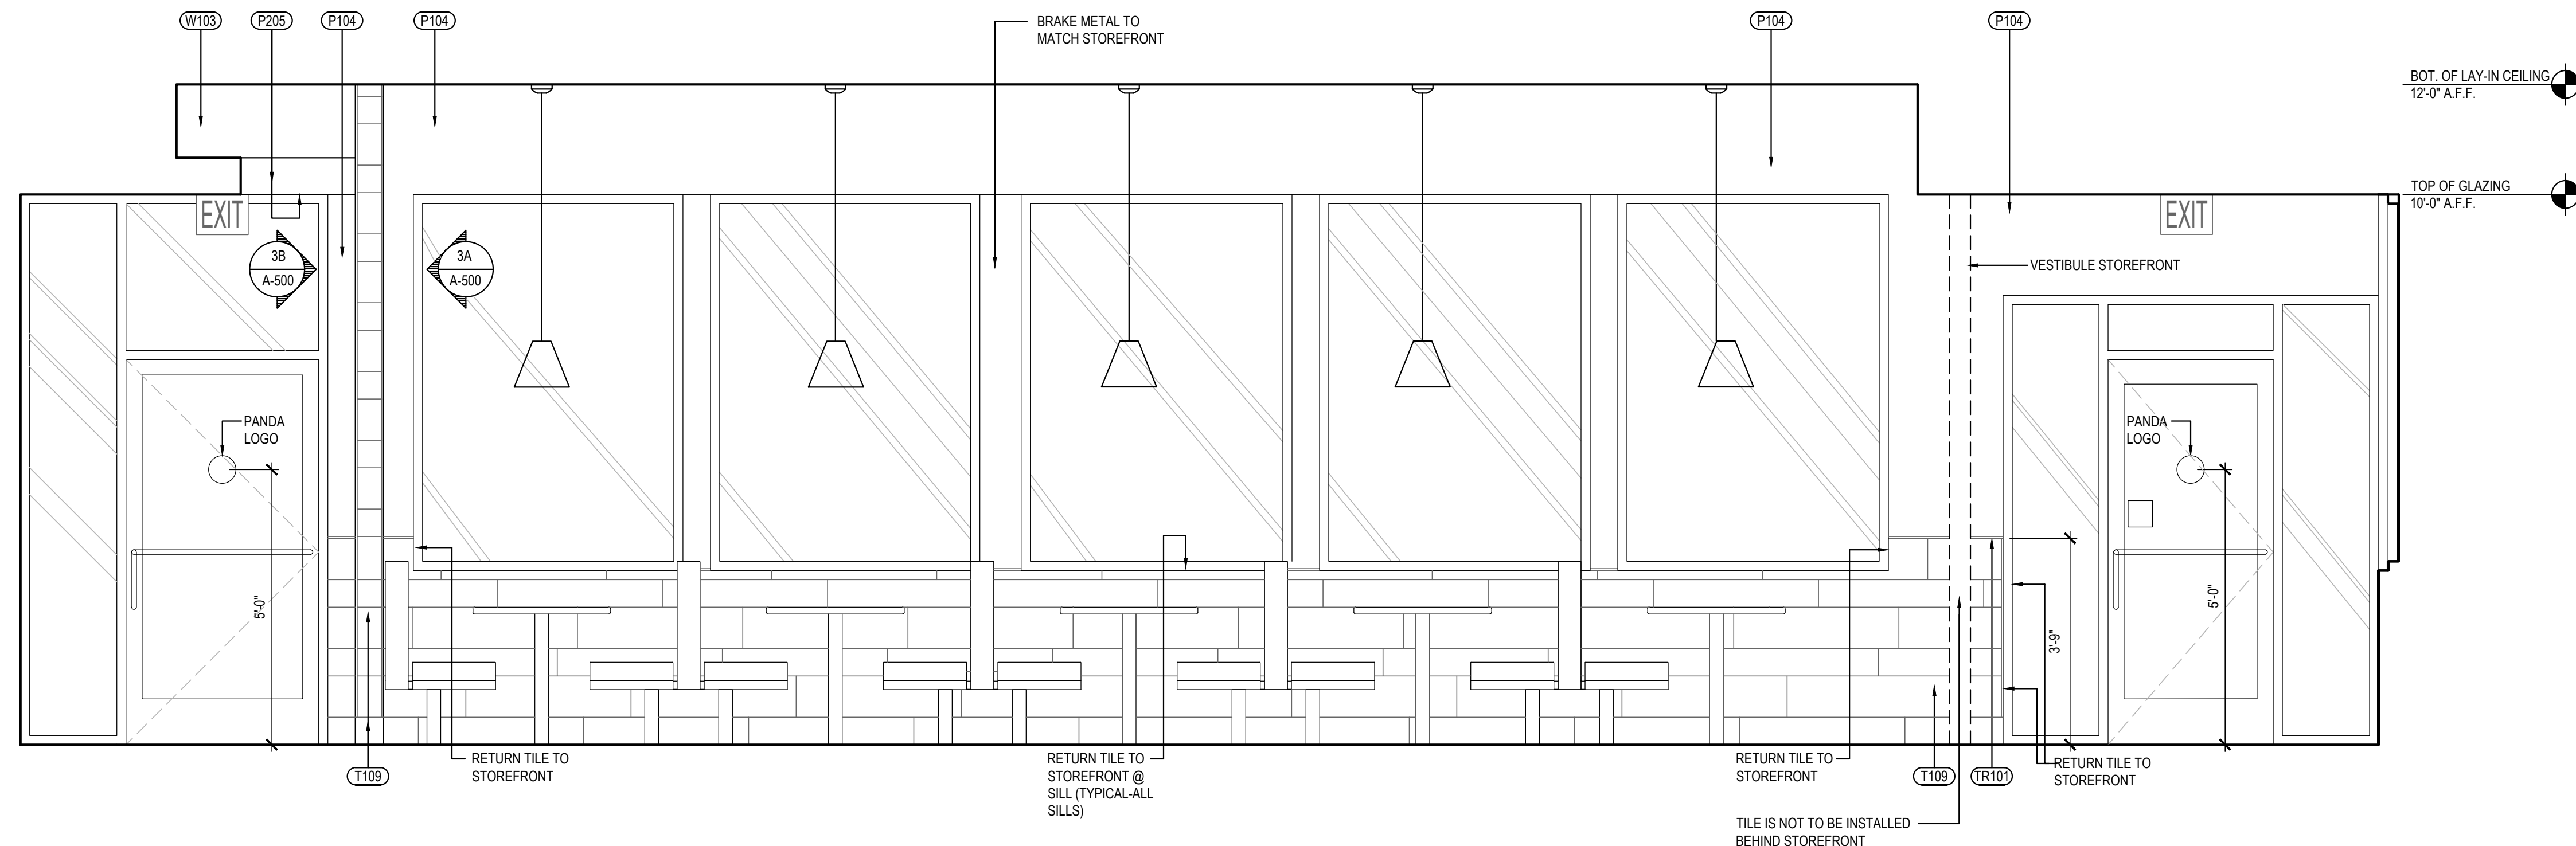 W103
P205
P104
P104
BRAKE METAL TO
MATCH STOREFRONT
P104
P104
BOT. OF LAY-IN CEILING
12'-0" A.F.F.
TOP OF GLAZING
10'-0" A.F.F.
EXIT
EXIT
3B
A-500
3A
A-500
VESTIBULE STOREFRONT
PANDA
LOGO
PANDA
LOGO
5'-0"
5'-0"
3'-9"
T109
RETURN TILE TO
STOREFRONT
RETURN TILE TO
STOREFRONT @
SILL (TYPICAL-ALL
SILLS)
RETURN TILE TO
STOREFRONT
T109
TR101
RETURN TILE TO
STOREFRONT
TILE IS NOT TO BE INSTALLED
BEHIND STOREFRONT